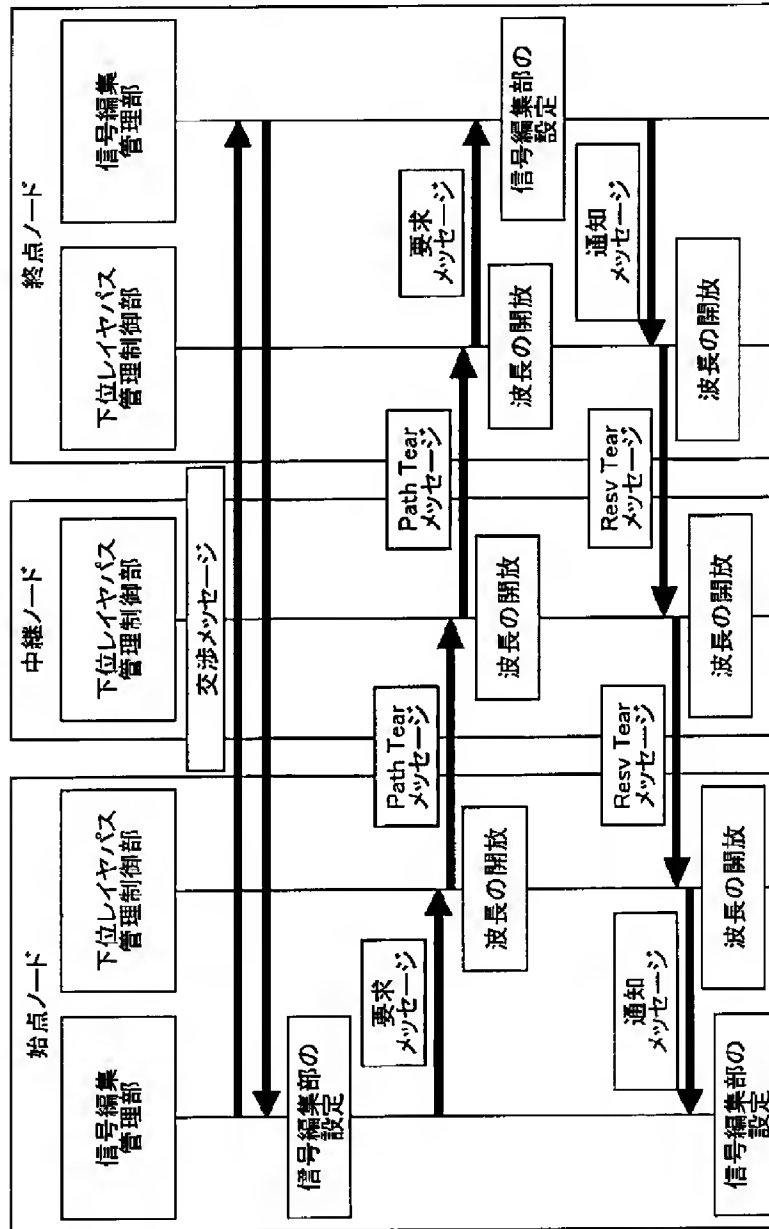 始点ノード
信号編集
管理部
下位レイヤパス
管理制御部
中継ノード
下位レイヤパス
管理制御部
終点ノード
下位レイヤパス
管理制御部
信号編集
管理部
交渉メッセージ
信号編集部の
設定
要求
メッセージ
波長の開放
Path Tear
メッセージ
波長の開放
Path Tear
メッセージ
波長の開放
要求
メッセージ
信号編集部の
設定
通知
メッセージ
波長の開放
Resv Tear
メッセージ
波長の開放
Resv Tear
メッセージ
波長の開放
通知
メッセージ
信号編集部の
設定